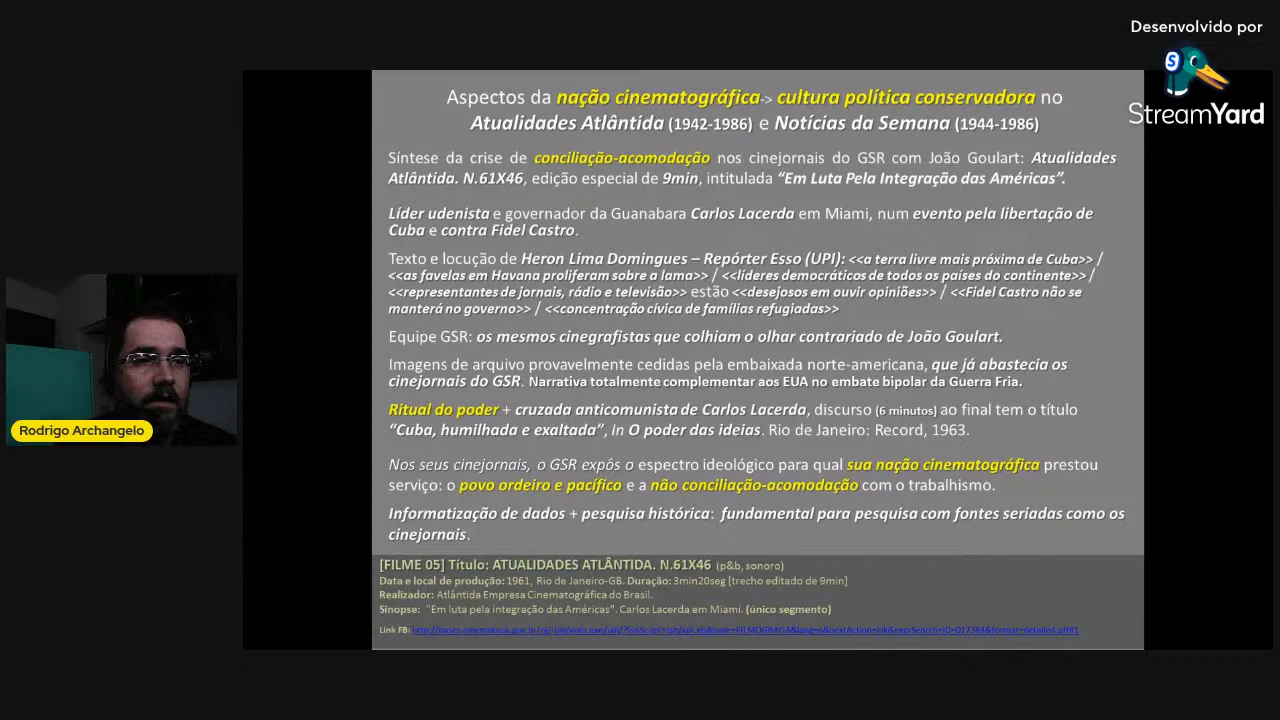 Desenvolvido por
StreamYard
Aspectos da nação cinematográfica-> cultura política conservadora no
Atualidades Atlântida (1942-1986) e Notícias da Semana (1944-1986)
Síntese da crise de conciliação-acomodação nos cinejornais do GSR com João Goulart: Atualidades
Atlântida. N.61X46, edição especial de 9min, intitulada “Em Luta Pela Integração das Américas”.
Líder udenista e governador da Guanabara Carlos Lacerda em Miami, num evento pela libertação de
Cuba e contra Fidel Castro.
Texto e locução de Heron Lima Domingues – Repórter Esso (UPI): <<a terra livre mais próxima de Cuba>> /
<<as favelas em Havana proliferam sobre a lama>> / <<líderes democráticos de todos os países do continente>> /
<<representantes de jornais, rádio e televisão>> estão <<desejosos em ouvir opiniões>> / <<Fidel Castro não se
manterá no governo>> / <<concentração cívica de famílias refugiadas>>
Equipe GSR: os mesmos cinegrafistas que colhiam o olhar contrariado de João Goulart.
Imagens de arquivo provavelmente cedidas pela embaixada norte-americana, que já abastecia os
cinejornais do GSR. Narrativa totalmente complementar aos EUA no embate bipolar da Guerra Fria.
Ritual do poder + cruzada anticomunista de Carlos Lacerda, discurso (6 minutos) ao final tem o título
“Cuba, humilhada e exaltada”, In O poder das ideias. Rio de Janeiro: Record, 1963.
Nos seus cinejornais, o GSR expôs o espectro ideológico para qual sua nação cinematográfica prestou
serviço: o povo ordeiro e pacífico e a não conciliação-acomodação com o trabalhismo.
Informatização de dados + pesquisa histórica: fundamental para pesquisa com fontes seriadas como os
cinejornais.
[FILME 05] Título: ATUALIDADES ATLÂNTIDA. N.61X46 (p&b, sonoro)
Data e local de produção: 1961, Rio de Janeiro-GB. Duração: 3min20seg [trecho editado de 9min]
Realizador: Atlântida Empresa Cinematográfica do Brasil.
Sinopse: "Em luta pela integração das Américas". Carlos Lacerda em Miami. (único segmento)
Link FB:
Rodrigo Archangelo